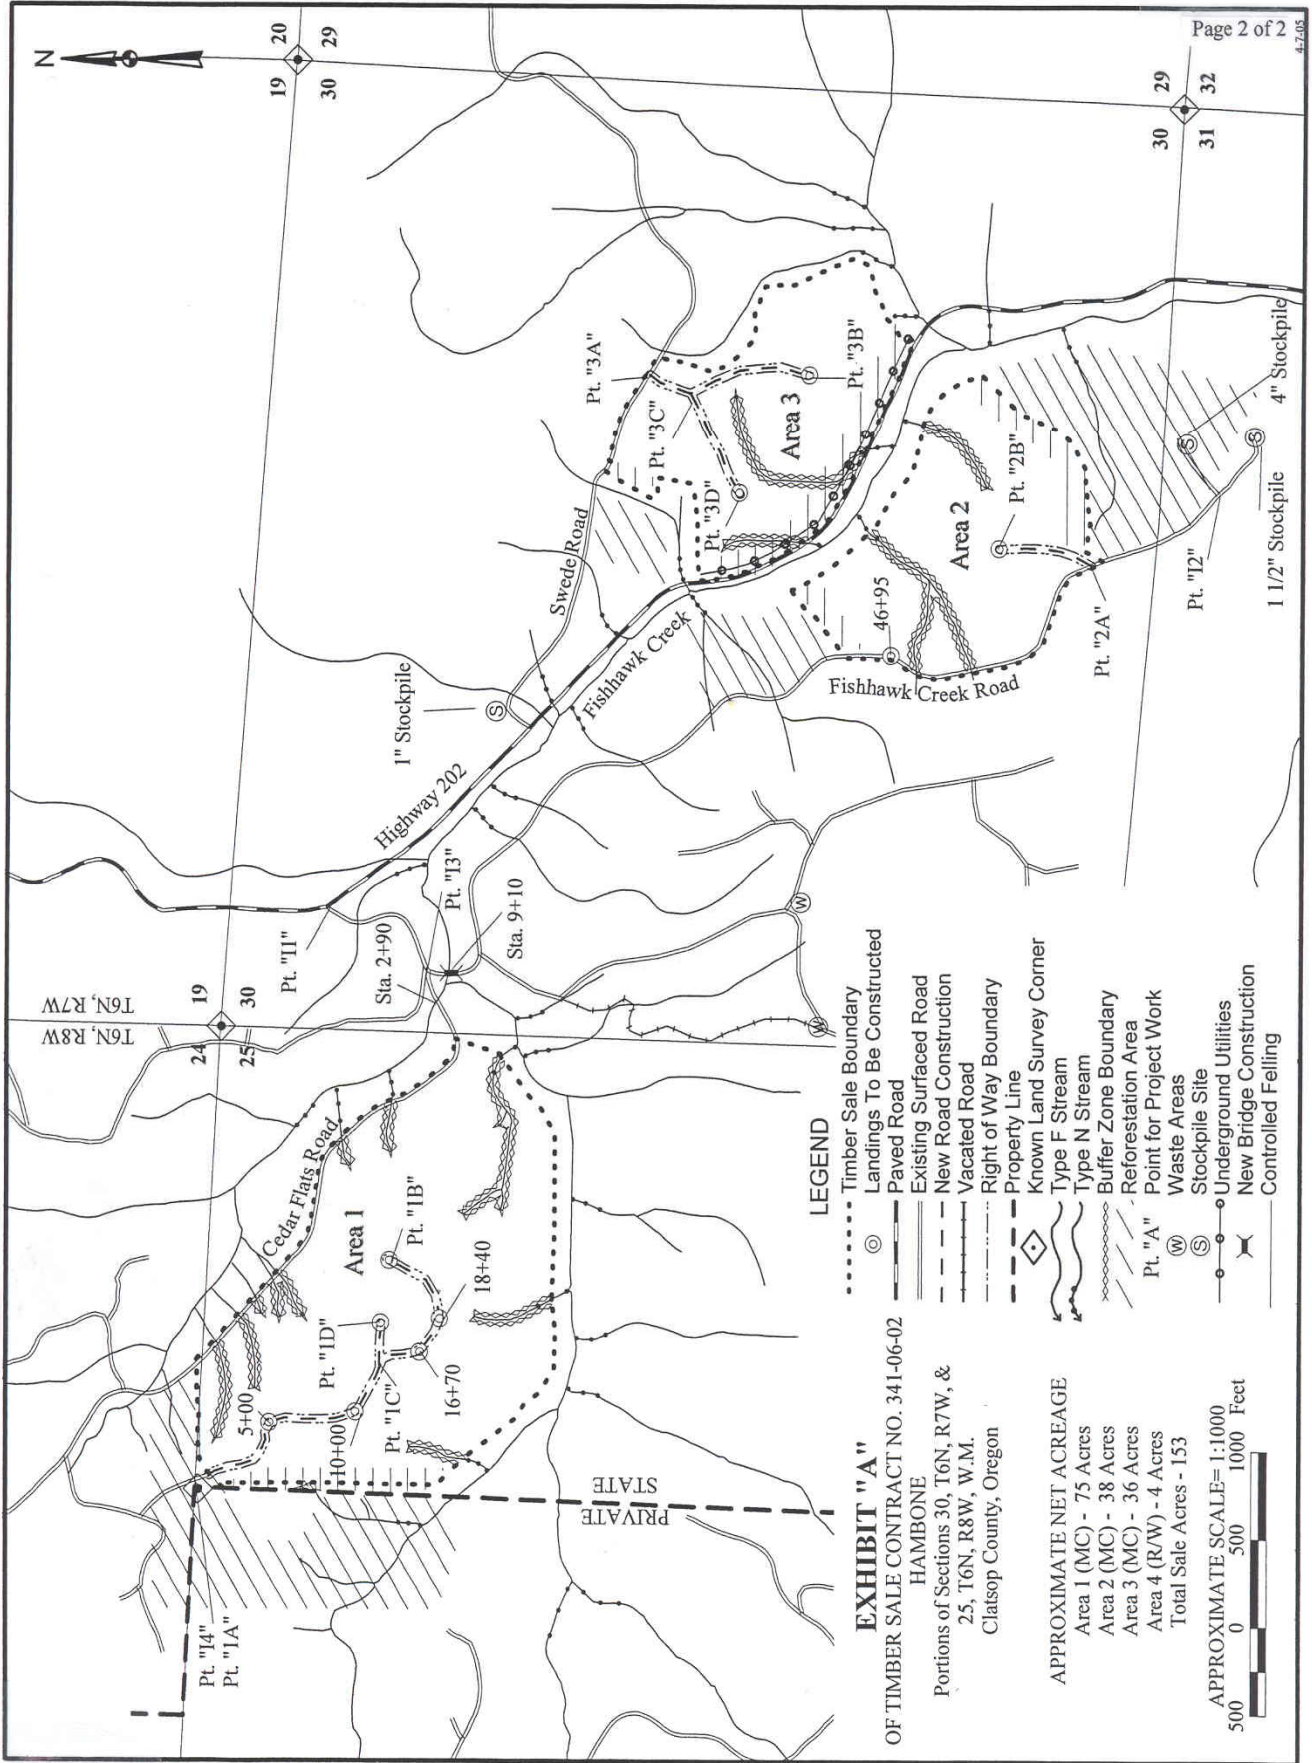 Page 2 of 2
4-7-05
N
19
20
30
29
30
29
31
32
T6N, R8W
T6N, R7W
24
19
25
30
Pt. "I1"
Highway 202
1" Stockpile
S
Swede Road
Fishhawk Creek
Pt. "3A"
Pt. "3C"
Pt. "3D"
Area 3
Pt. "3B"
Area 2
Pt. "2B"
46+95
Fishhawk Creek Road
Pt. "2A"
Pt. "I2"
S
S
4" Stockpile
1 1/2" Stockpile
Sta. 2+90
Pt. "I3"
Sta. 9+10
W
W
Cedar Flats Road
Area 1
Pt. "1B"
Pt. "1D"
18+40
16+70
Pt. "1C"
10+00
5+00
Pt. "I4"
Pt. "1A"
STATE
PRIVATE
EXHIBIT "A"
OF TIMBER SALE CONTRACT NO. 341-06-02
HAMBONE
Portions of Sections 30, T6N, R7W, &
25, T6N, R8W, W.M.
Clatsop County, Oregon
APPROXIMATE NET ACREAGE
Area 1 (MC) - 75 Acres
Area 2 (MC) - 38 Acres
Area 3 (MC) - 36 Acres
Area 4 (R/W) - 4 Acres
Total Sale Acres - 153
APPROXIMATE SCALE= 1:1000
500 0 500 1000 Feet
LEGEND
Timber Sale Boundary
Landings To Be Constructed
Paved Road
Existing Surfaced Road
New Road Construction
Vacated Road
Right of Way Boundary
Property Line
Known Land Survey Corner
Type F Stream
Type N Stream
Buffer Zone Boundary
Reforestation Area
Pt. "A" Point for Project Work
W Waste Areas
S Stockpile Site
Underground Utilities
New Bridge Construction
Controlled Felling